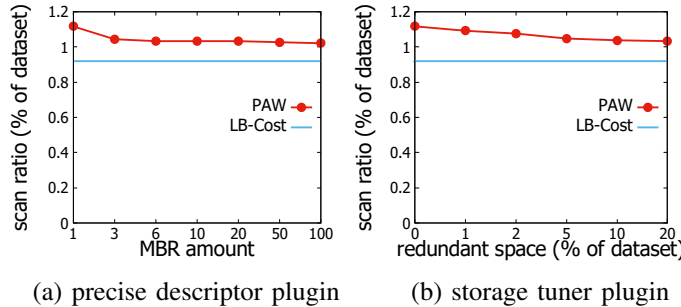 scan ratio (% of dataset)
1.2
1
0.8
0.6
0.4
0.2
0
PAW
LB-Cost
1 3 6 10 20 50 100
MBR amount
(a) precise descriptor plugin
scan ratio (% of dataset)
1.2
1
0.8
0.6
0.4
0.2
0
PAW
LB-Cost
0 1 2 5 10 20
redundant space (% of dataset)
(b) storage tuner plugin